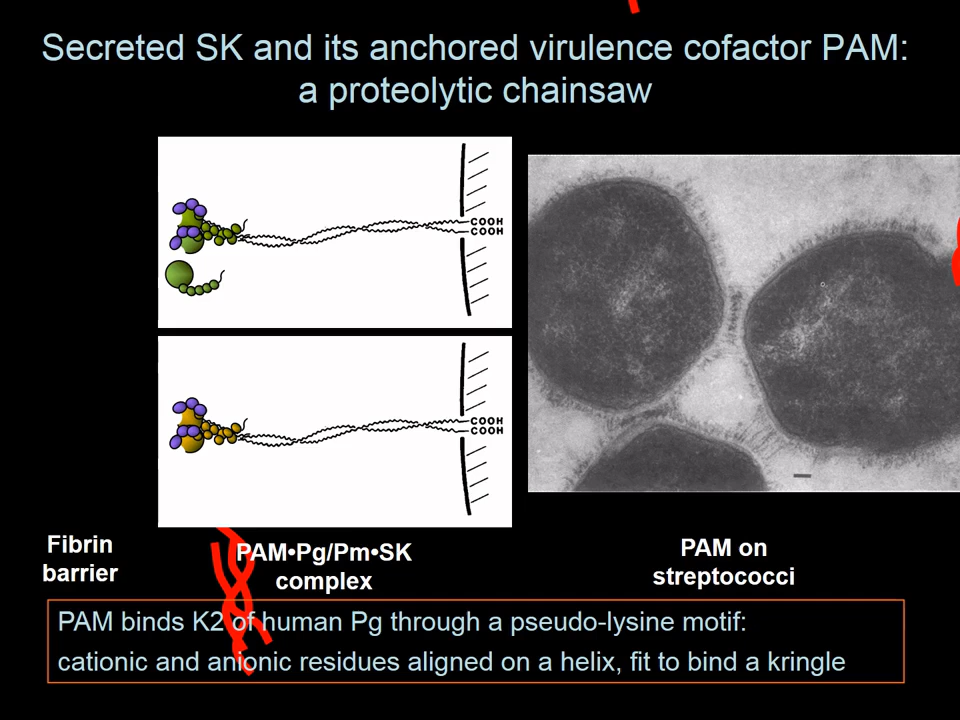 Secreted SK and its anchored virulence cofactor PAM:
a proteolytic chainsaw
COOH
COOH
COOH
COOH
Fibrin
barrier
PAM•Pg/Pm•SK
complex
PAM on
streptococci
PAM binds K2 of human Pg through a pseudo-lysine motif:
cationic and anionic residues aligned on a helix, fit to bind a kringle